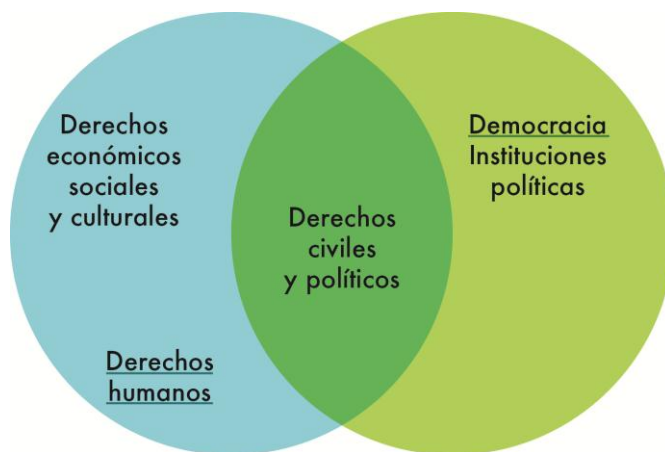 Derechos
económicos
sociales
y culturales
Derechos
humanos
Derechos
civiles
y políticos
Democracia
Instituciones
políticas